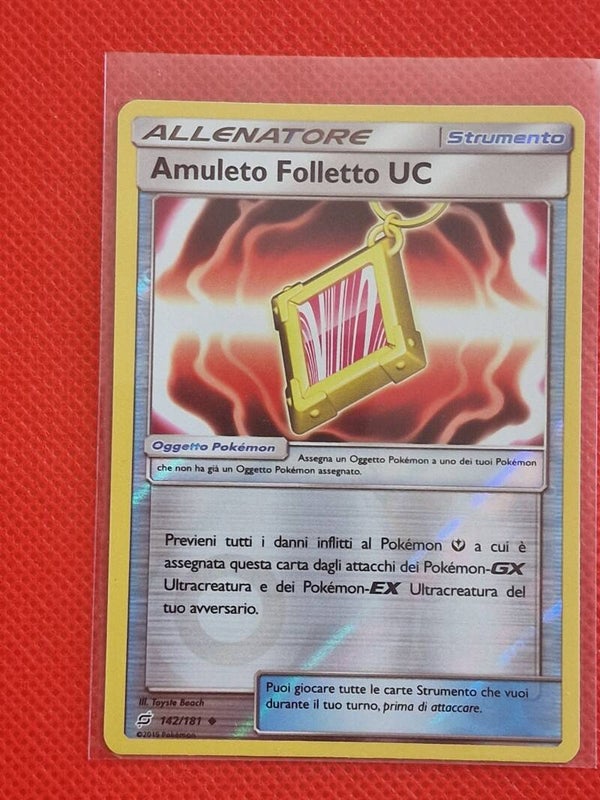 ALLENATORE Strumento
Amuleto Folletto UC
Oggetto Pokémon Assegna un Oggetto Pokémon a uno dei tuoi Pokémon
che non ha già un Oggetto Pokémon assegnato.
Previeni tutti i danni inflitti al Pokémon a cui è
assegnata questa carta dagli attacchi dei Pokémon-GX
Ultracreatura e dei Pokémon-EX Ultracreatura del
tuo avversario.
Puoi giocare tutte le carte Strumento che vuoi
durante il tuo turno, prima di attaccare.
Ill. Toyste Beach
142/181
©2019 Pokémon